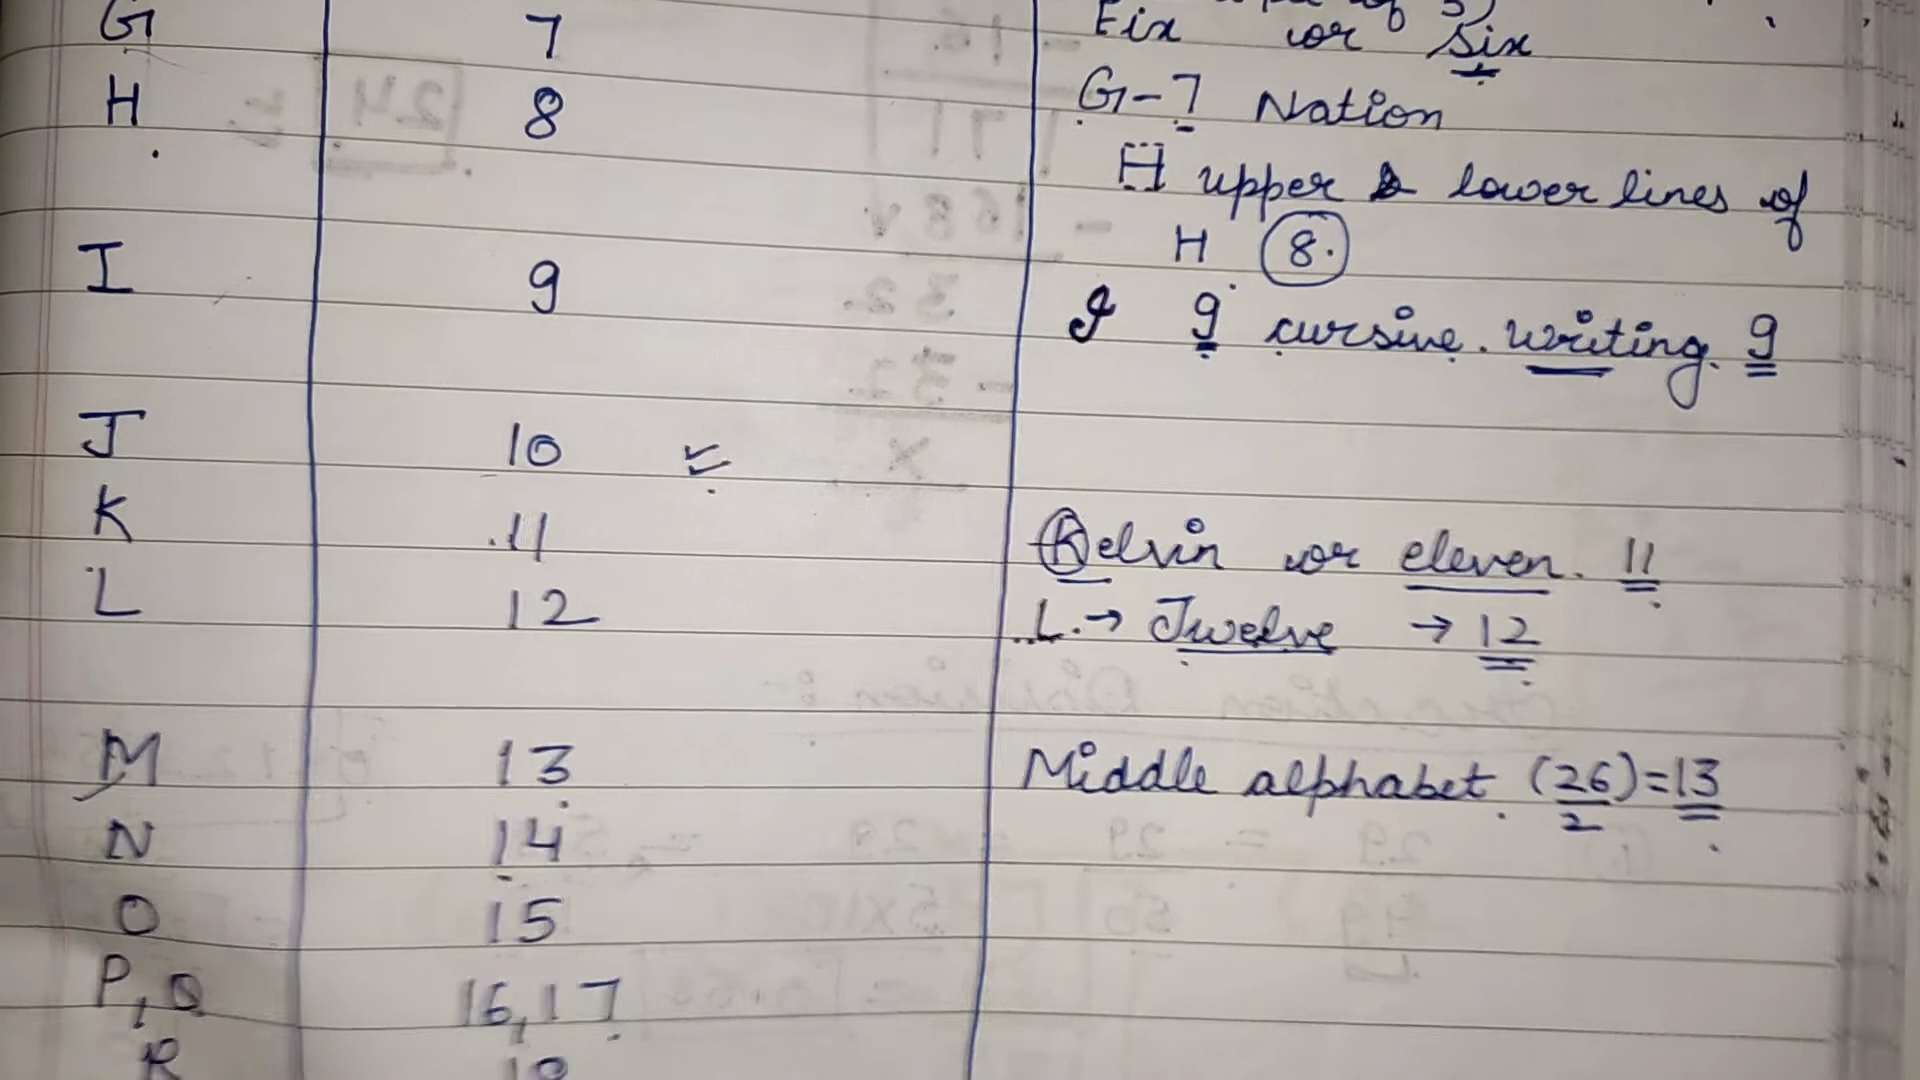 G 7 Fix or Six
H 8 G-7 Nation
H upper & lower lines of
H 8.
I 9 I 9 cursive. writing. 9
J 10
K 11 Kelvin or eleven. 11
L 12 L → Twelve → 12
M 13 Middle alphabet (26/2) = 13
N 14
O 15
P, Q 16, 17
R 18